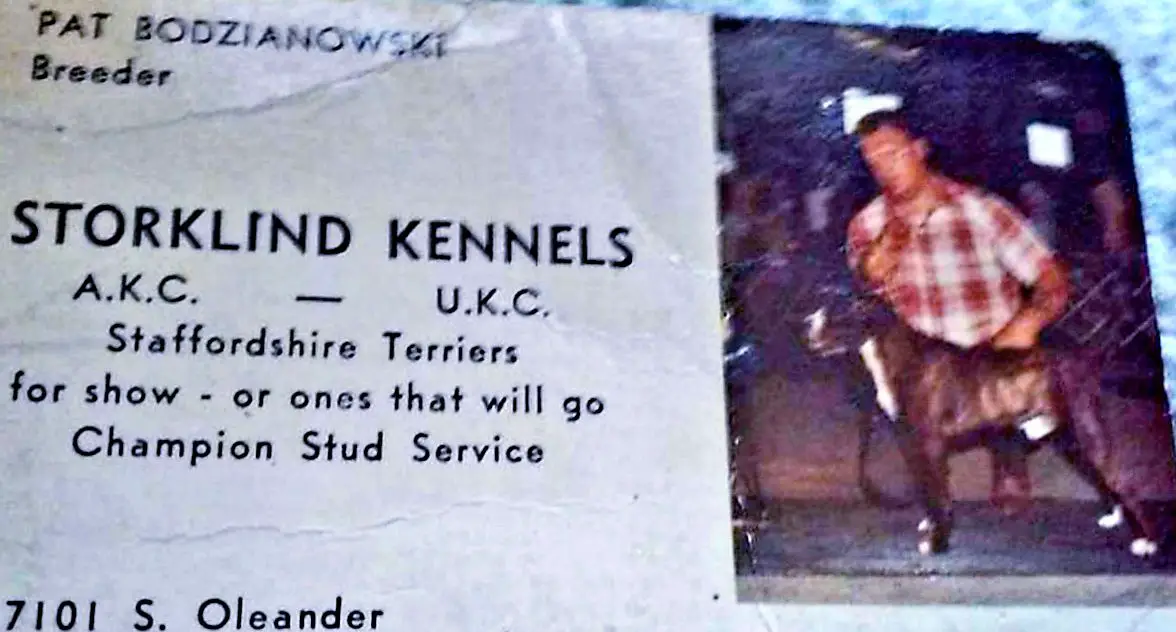 PAT BODZIANOWSKI
Breeder
STORKLIND KENNELS
A.K.C. — U.K.C.
Staffordshire Terriers
for show - or ones that will go
Champion Stud Service
7101 S. Oleander